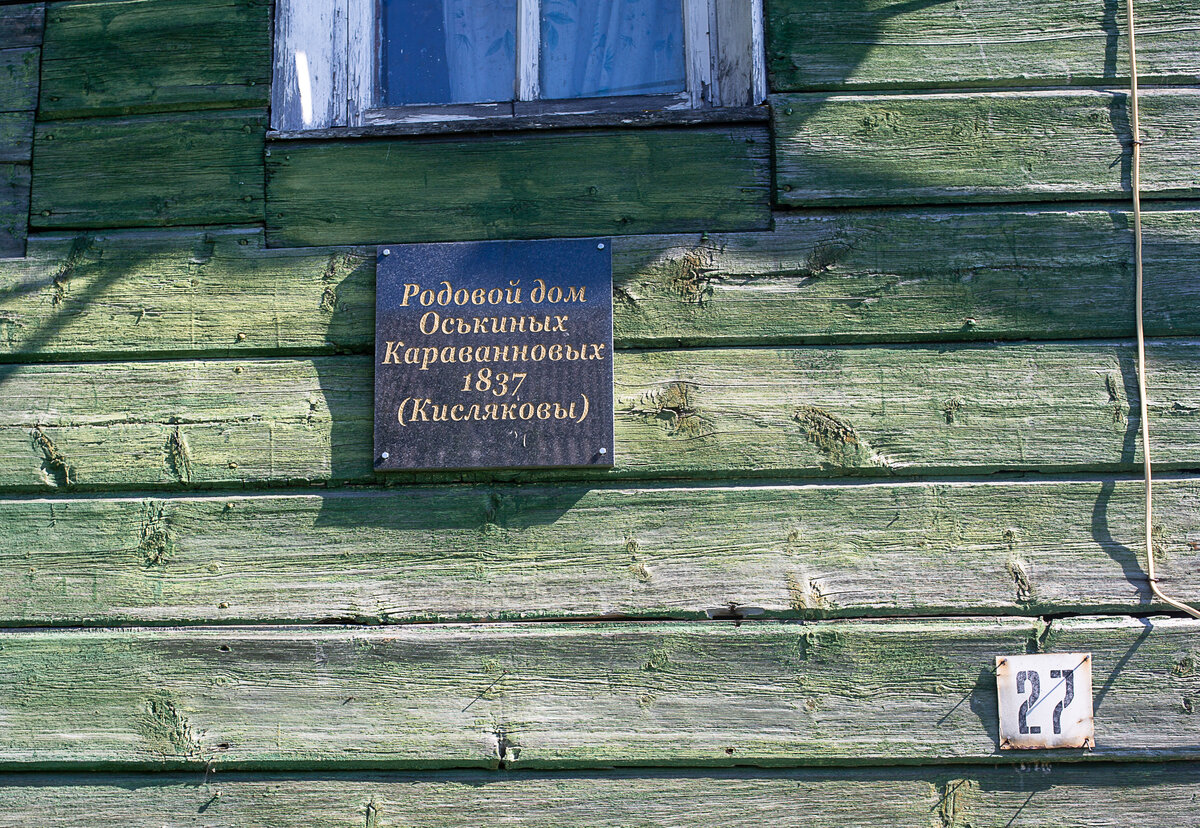 Родовой дом
Оськиных
Караванновых
1837
(Кисляковы)
27